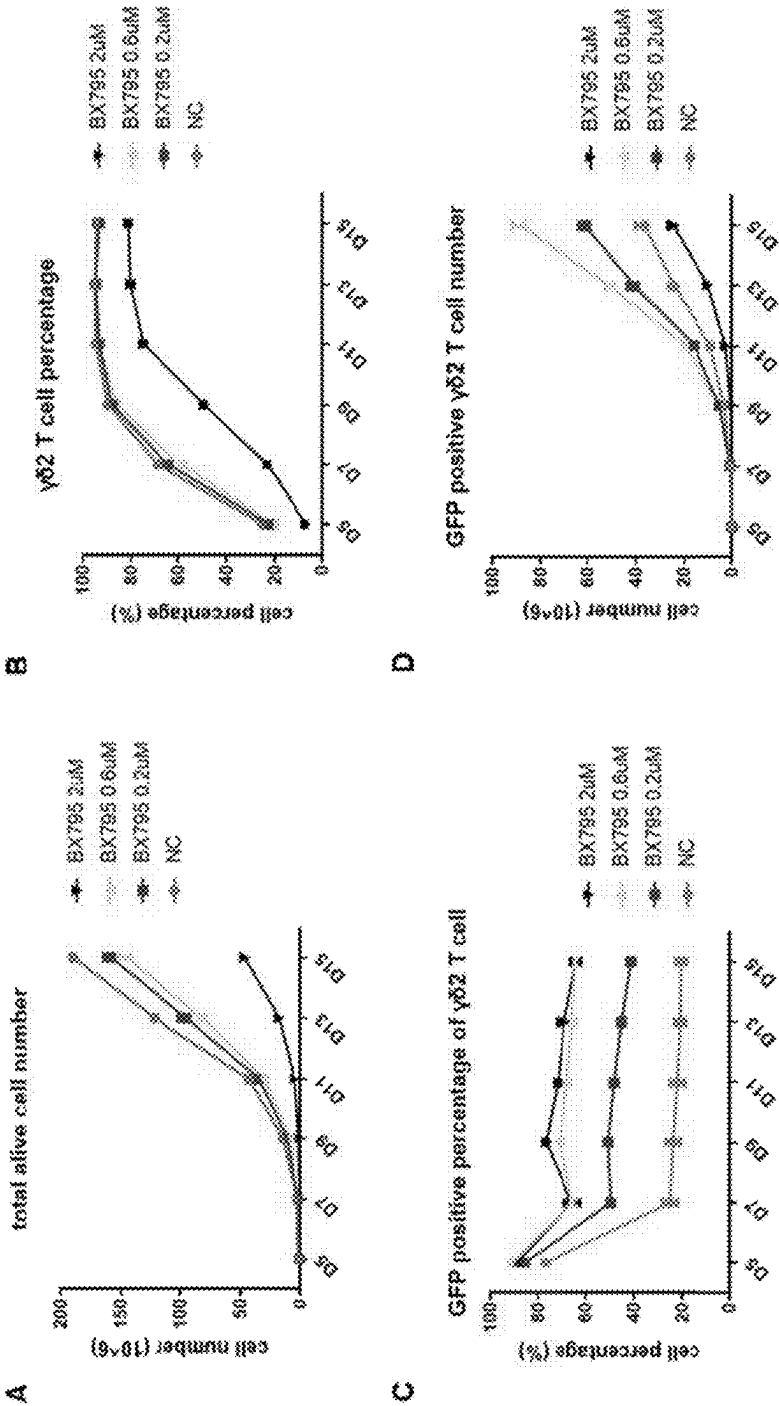 A
total alive cell number
cell number (10^6)
200
150
100
50
0
D5
D7
D9
D11
D13
D15
BX795 2uM
BX795 0.6uM
BX795 0.2uM
NC
B
γδ2 T cell percentage
cell percentage (%)
100
80
60
40
20
0
D5
D7
D9
D11
D13
D15
BX795 2uM
BX795 0.6uM
BX795 0.2uM
NC
C
GFP positive percentage of γδ2 T cell
cell percentage (%)
100
80
60
40
20
0
D5
D7
D9
D11
D13
D15
BX795 2uM
BX795 0.6uM
BX795 0.2uM
NC
D
GFP positive γδ2 T cell number
cell number (10^6)
100
80
60
40
20
0
D5
D7
D9
D11
D13
D15
BX795 2uM
BX795 0.6uM
BX795 0.2uM
NC